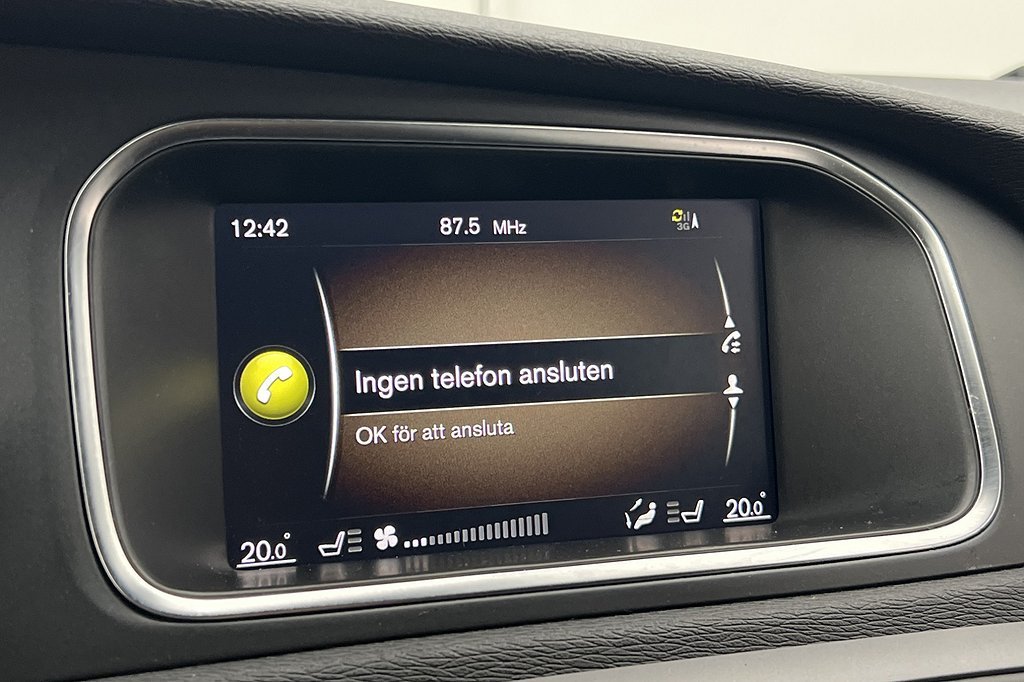 12:42 87.5 MHz 3G
Ingen telefon ansluten
OK för att ansluta
20.0° 20.0°